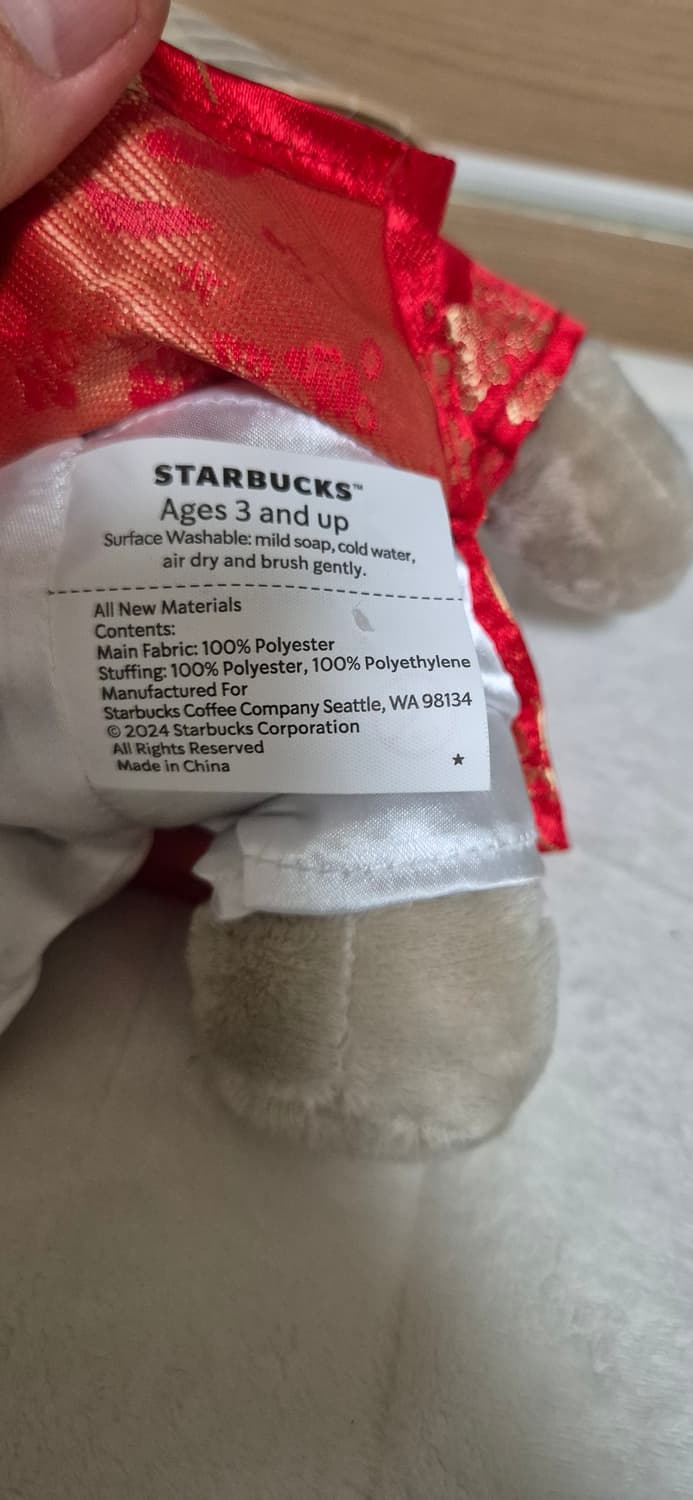 STARBUCKS™
Ages 3 and up
Surface Washable: mild soap, cold water,
air dry and brush gently.
All New Materials
Contents:
Main Fabric: 100% Polyester
Stuffing: 100% Polyester, 100% Polyethylene
Manufactured For
Starbucks Coffee Company Seattle, WA 98134
© 2024 Starbucks Corporation
All Rights Reserved
Made in China